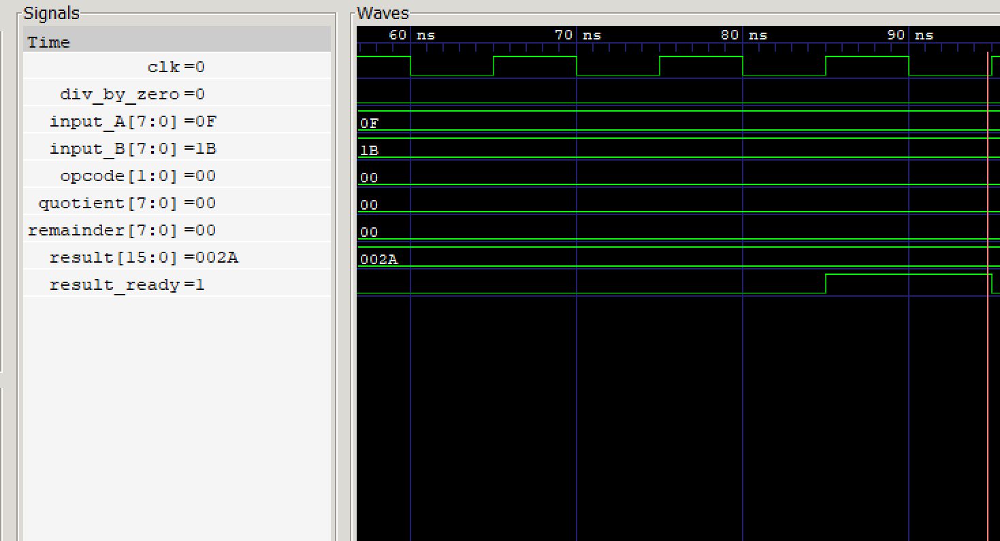 Signals
Waves
Time
60 ns 70 ns 80 ns 90 ns
clk=0
div_by_zero=0
input_A[7:0]=0F
0F
input_B[7:0]=1B
1B
opcode[1:0]=00
00
quotient[7:0]=00
00
remainder[7:0]=00
00
result[15:0]=002A
002A
result_ready=1